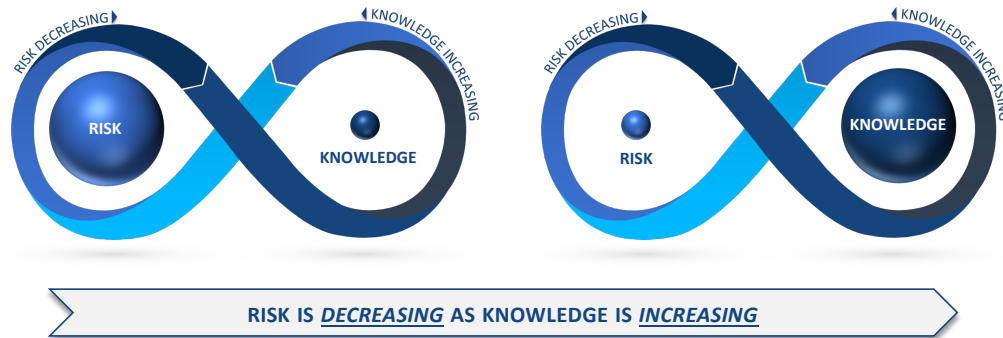 RISK DECREASING
KNOWLEDGE INCREASING
RISK
KNOWLEDGE
RISK DECREASING
KNOWLEDGE INCREASING
RISK
KNOWLEDGE
RISK IS DECREASING AS KNOWLEDGE IS INCREASING